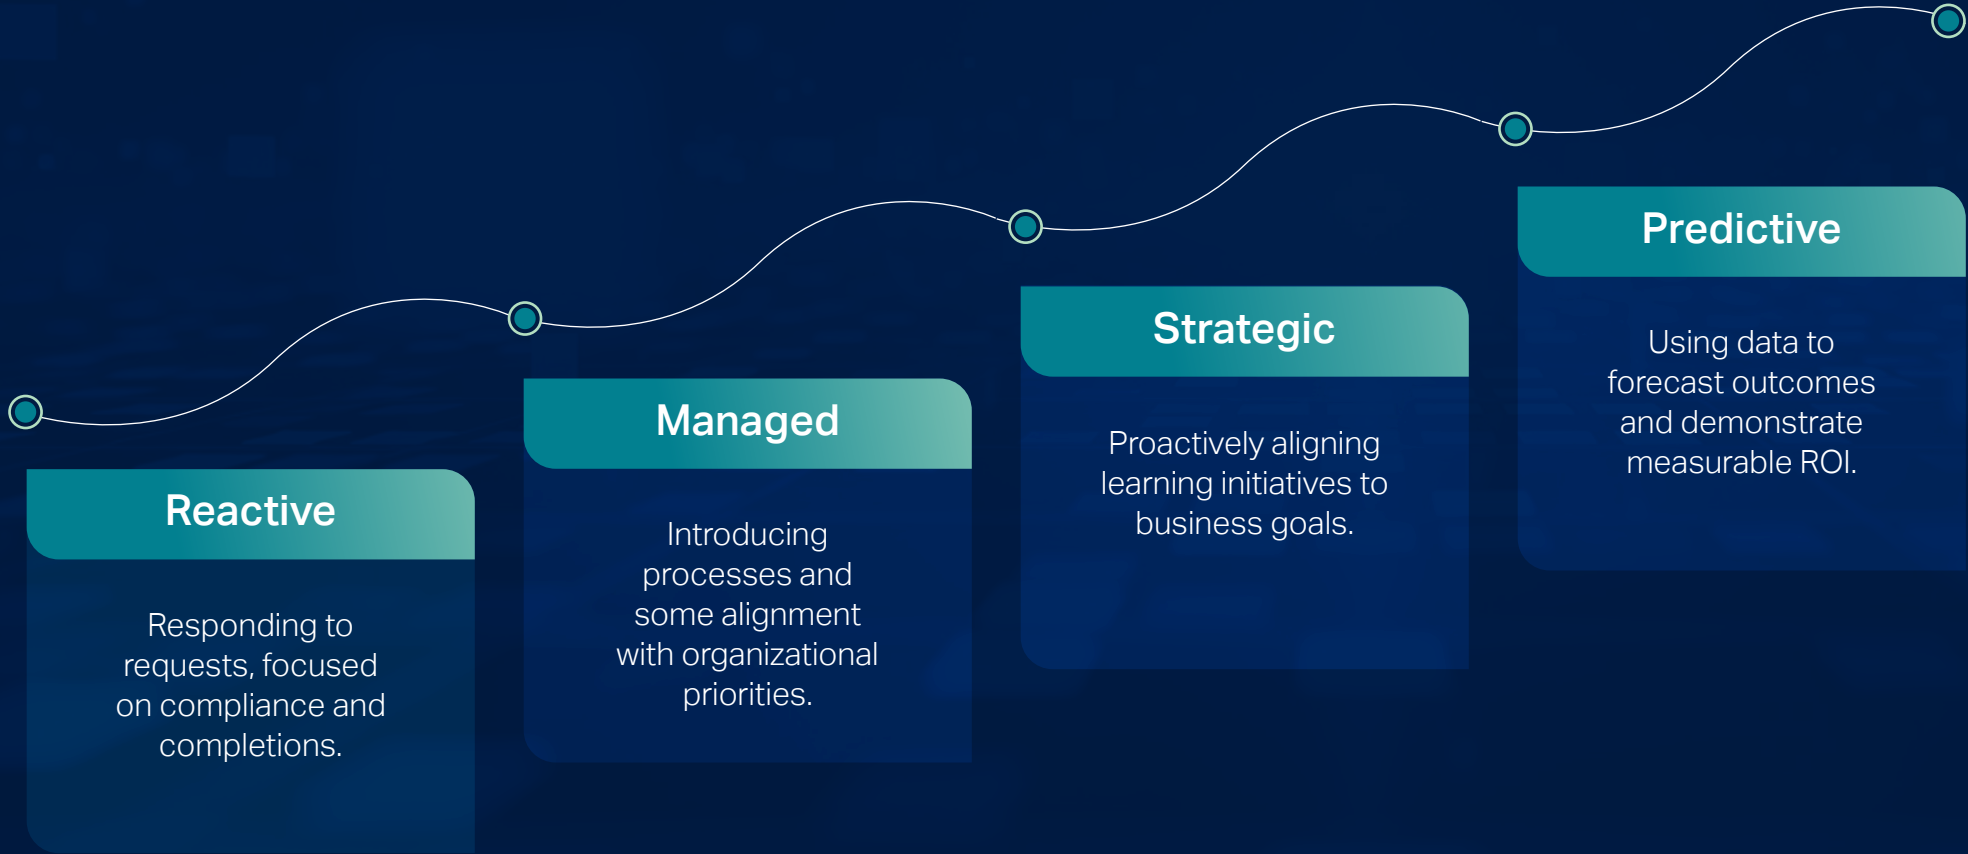 Reactive
Responding to
requests, focused
on compliance and
completions.
Managed
Introducing
processes and
some alignment
with organizational
priorities.
Strategic
Proactively aligning
learning initiatives to
business goals.
Predictive
Using data to
forecast outcomes
and demonstrate
measurable ROI.